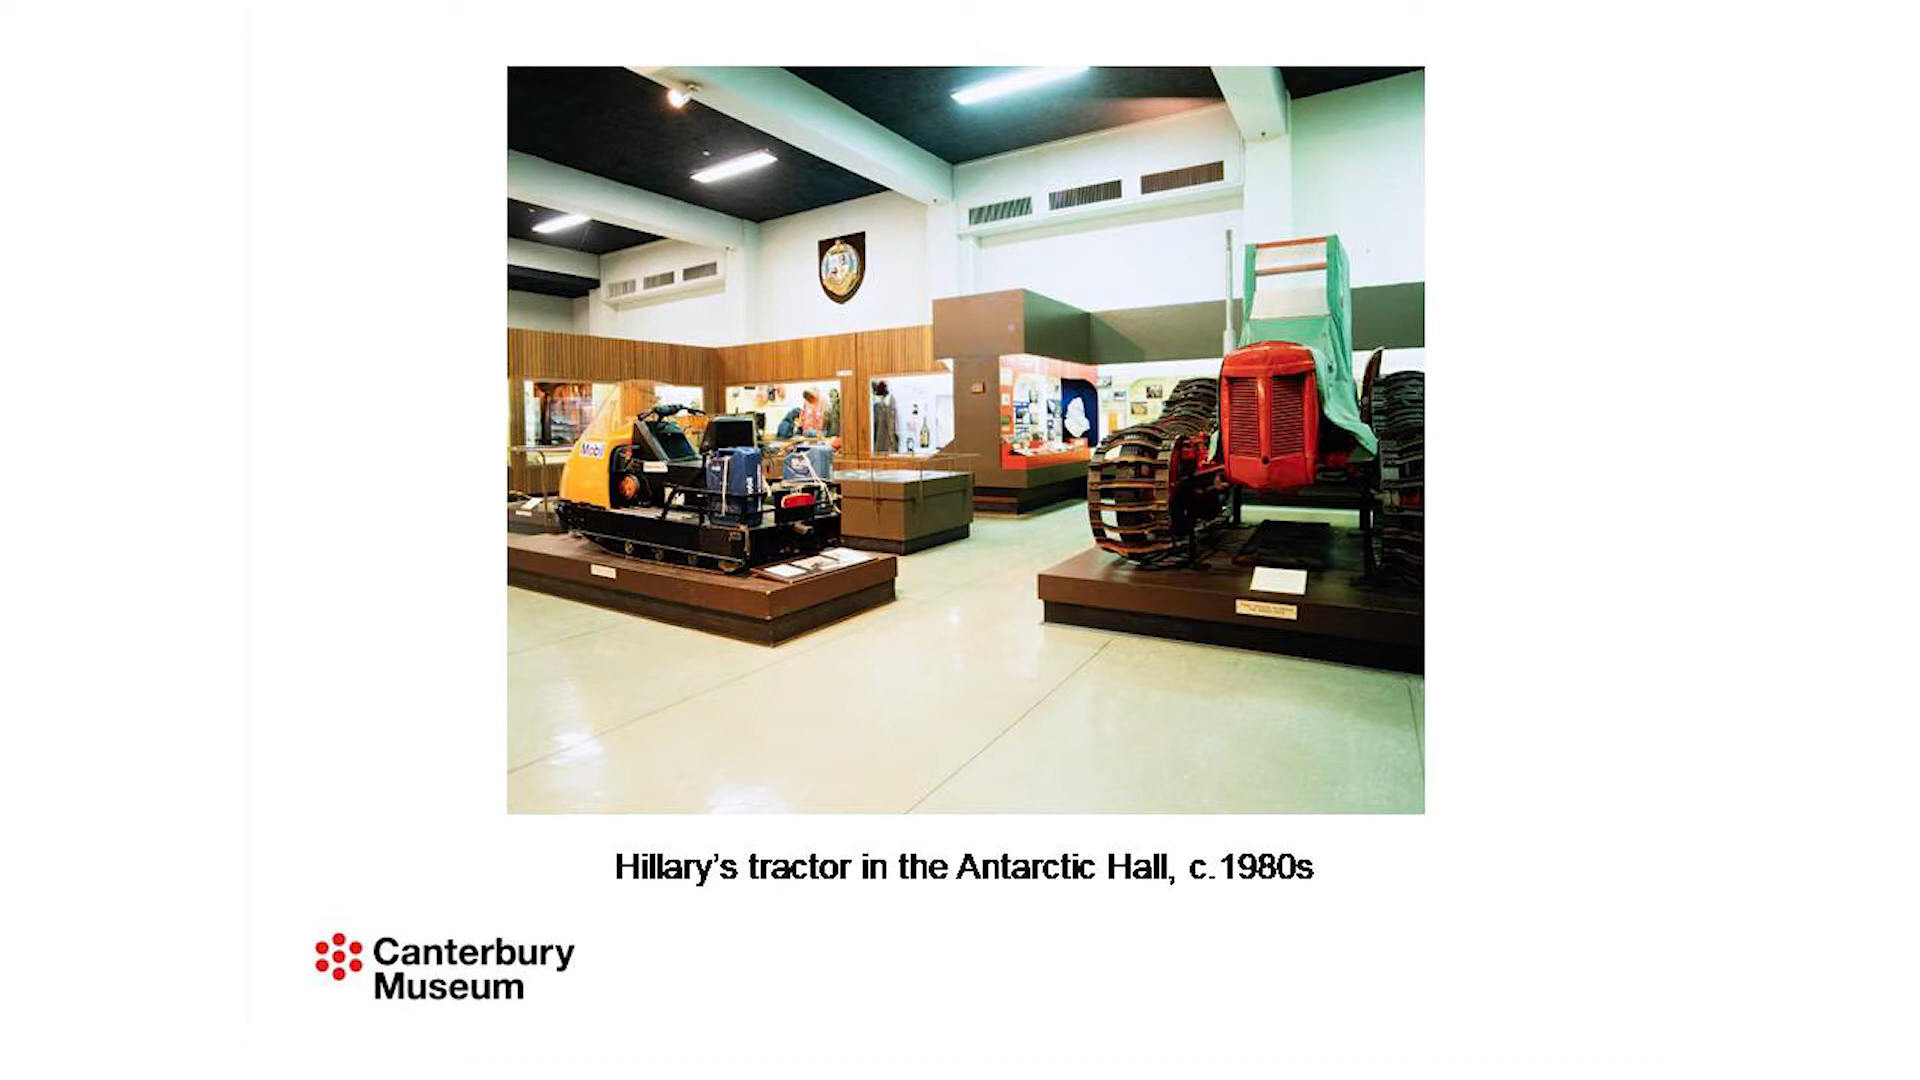 Mobil
Hillary's tractor in the Antarctic Hall, c.1980s
Canterbury
Museum